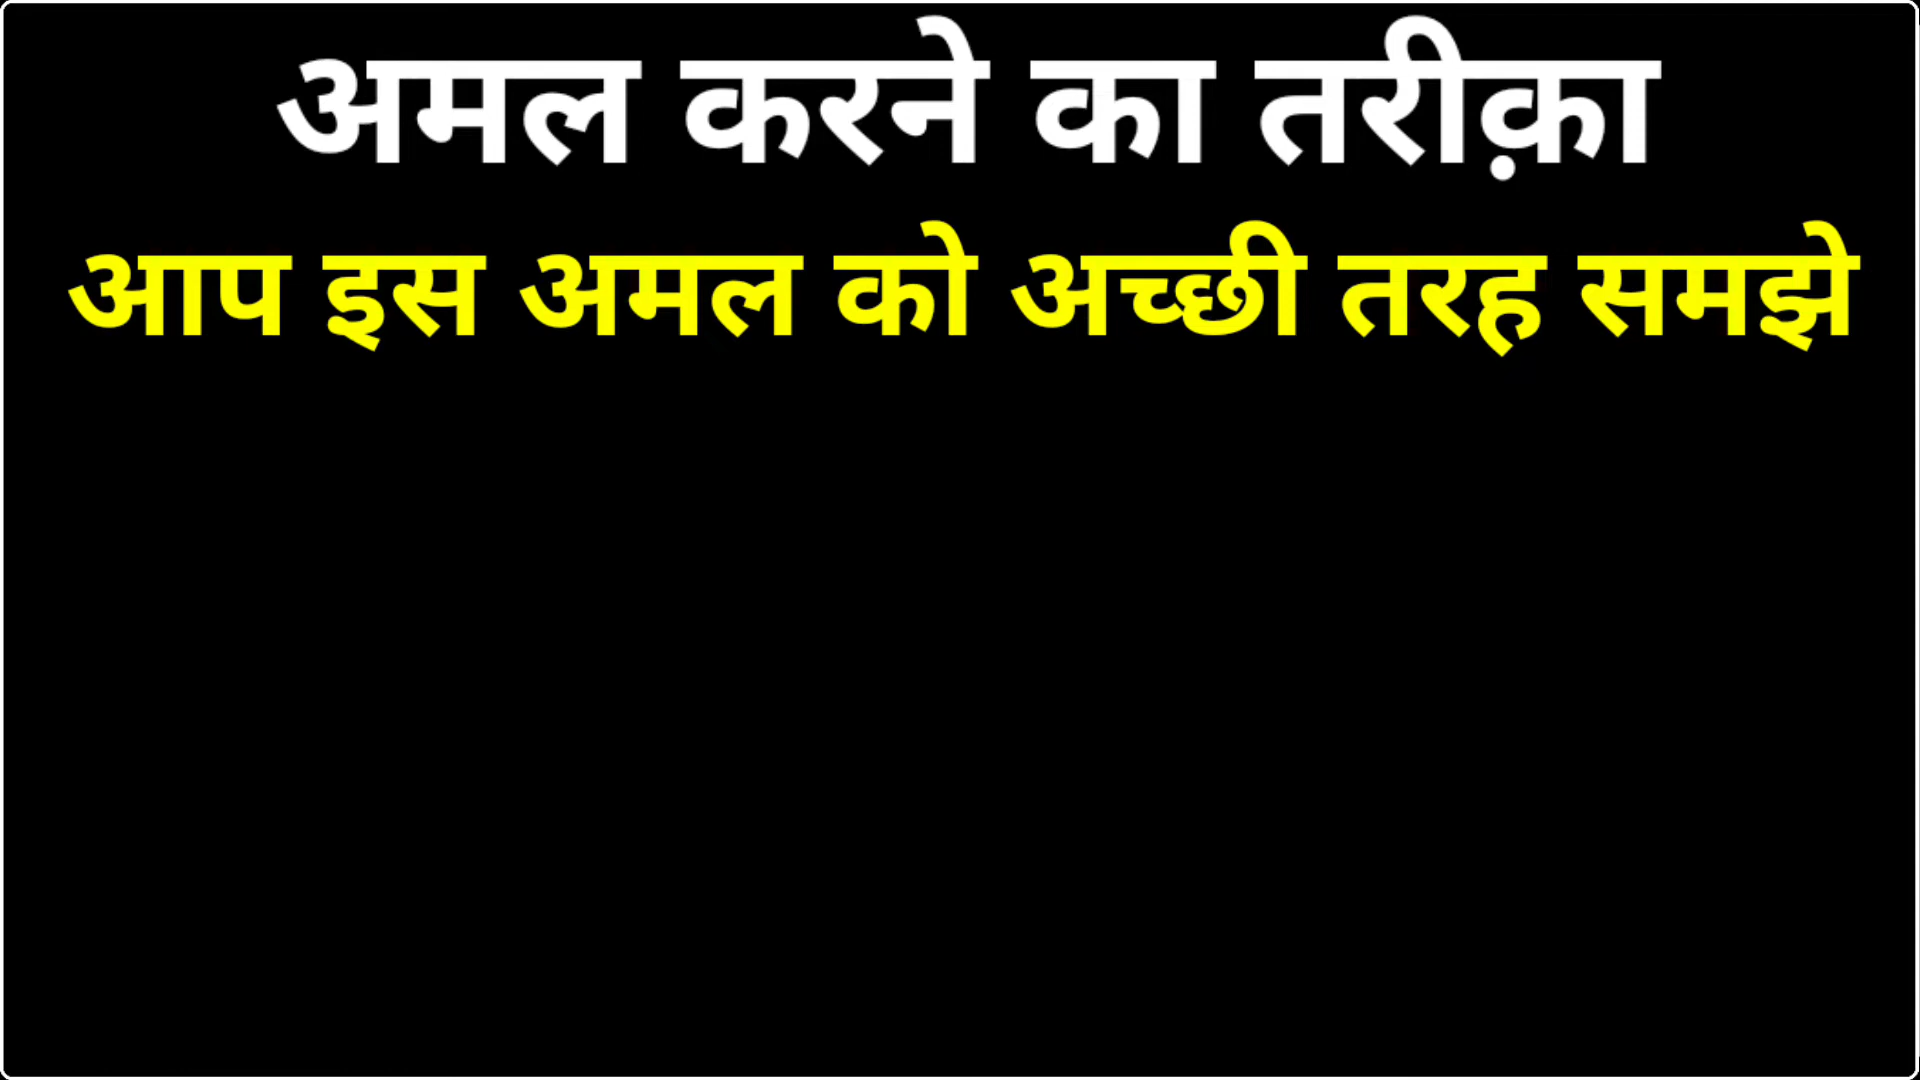 अमल करने का तरीक़ा
आप इस अमल को अच्छी तरह समझे